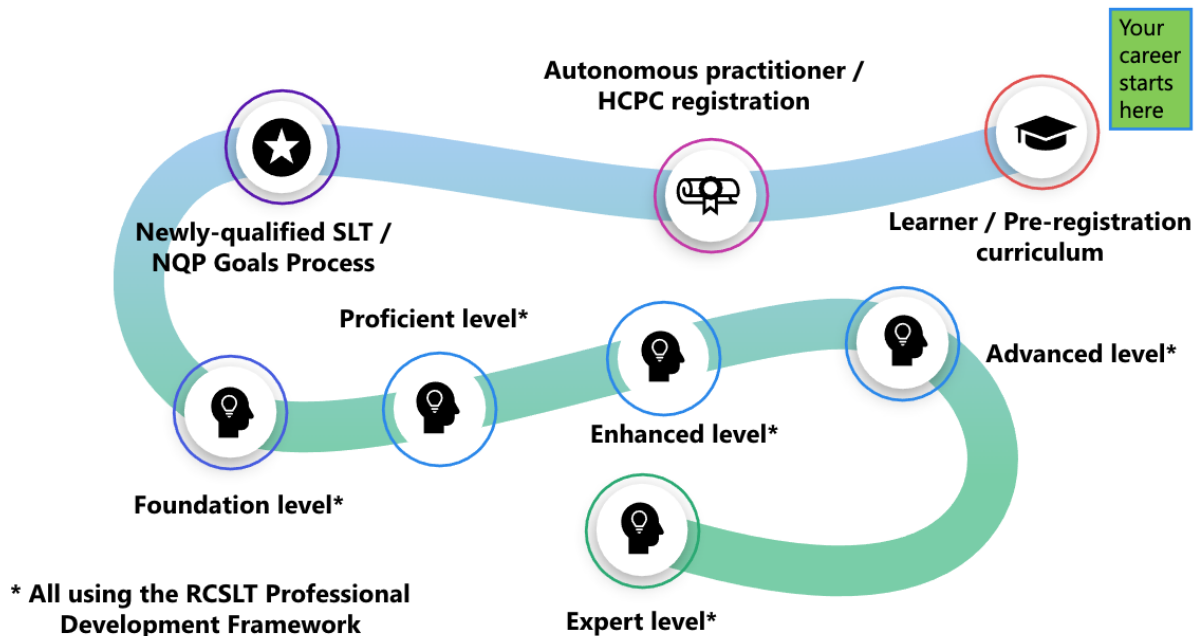 Your
career
starts
here
Autonomous practitioner /
HCPC registration
Learner / Pre-registration
curriculum
Newly-qualified SLT /
NQP Goals Process
Proficient level*
Advanced level*
Enhanced level*
Foundation level*
* All using the RCSLT Professional
Development Framework
Expert level*